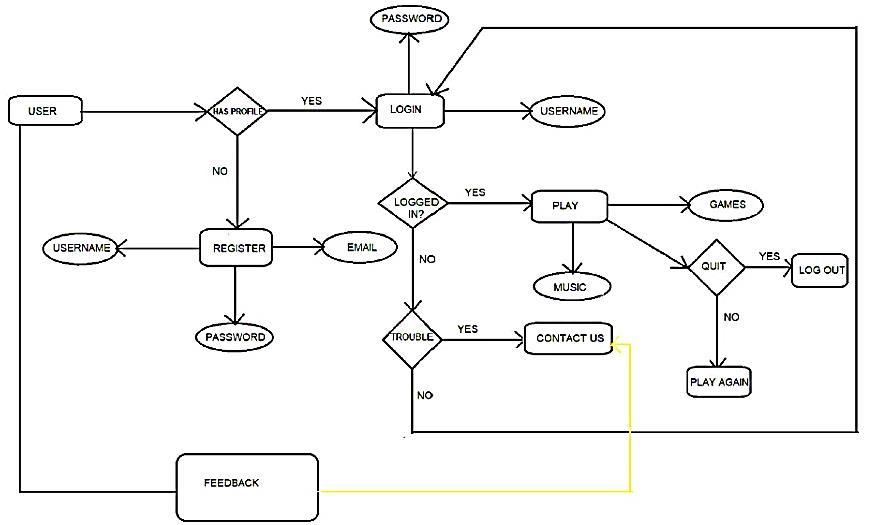 PASSWORD
USER
HAS PROFILE
YES
LOGIN
USERNAME
NO
LOGGED
IN?
YES
PLAY
GAMES
USERNAME
REGISTER
EMAIL
NO
MUSIC
QUIT
YES
LOG OUT
PASSWORD
TROUBLE
YES
CONTACT US
NO
PLAY AGAIN
NO
FEEDBACK